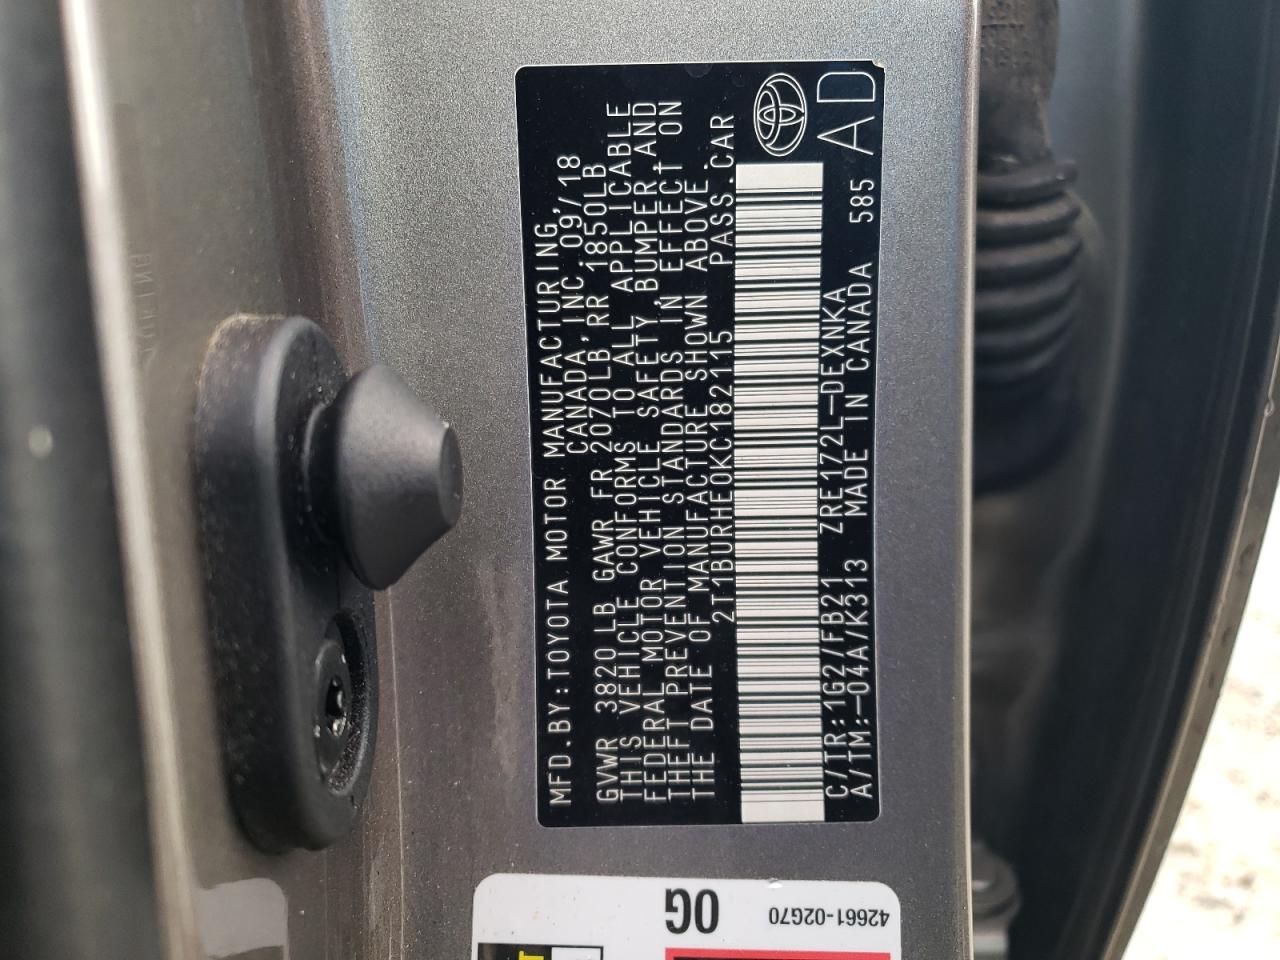 MFD.BY:TOYOTA MOTOR MANUFACTURING,
CANADA, INC 09/18
GVWR 3820LB GAWR FR 2070LB RR 1850LB
THIS VEHICLE CONFORMS TO ALL APPLICABLE
FEDERAL MOTOR VEHICLE SAFETY,BUMPER,AND
THEFT PREVENTION STANDARDS IN EFFECT ON
THE DATE OF MANUFACTURE SHOWN ABOVE.
2T1BURHE0KC182115 PASS.CAR
C/TR:1G2/FB21 ZRE172L-DEXNKA
A/TM:-04A/K313 MADE IN CANADA 585
AD
0G
42661-02G70